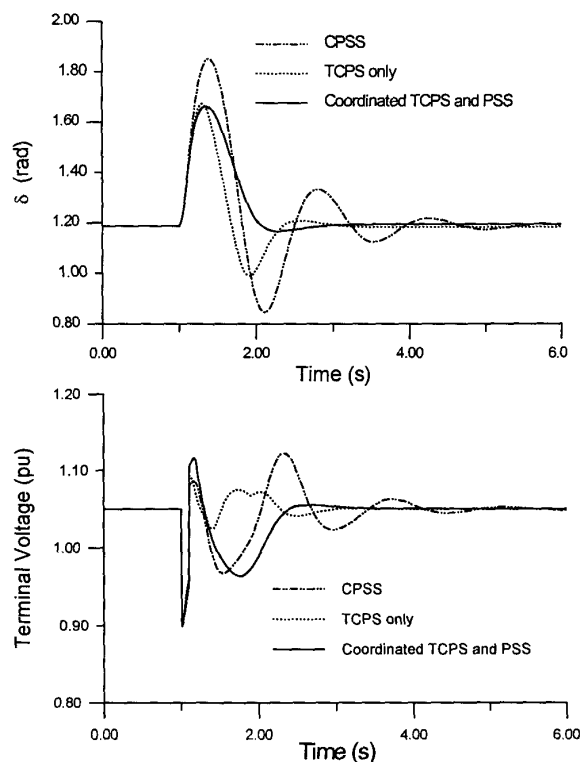 CPSS
TCPS only
Coordinated TCPS and PSS
δ (rad)
2.00
1.80
1.60
1.40
1.20
1.00
0.80
0.00
2.00
4.00
6.0
Time (s)
Terminal Voltage (pu)
1.20
1.10
1.00
0.90
0.80
CPSS
TCPS only
Coordinated TCPS and PSS
0.00
2.00
4.00
6.00
Time (s)